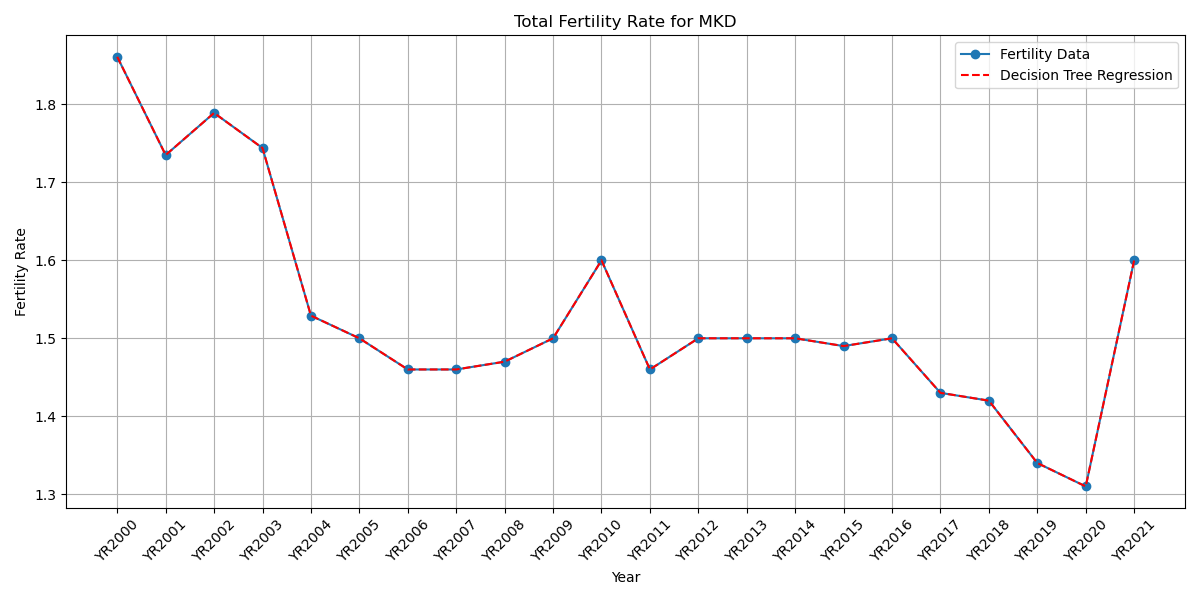 Total Fertility Rate for MKD
Fertility Data
Decision Tree Regression
Fertility Rate
1.8
1.7
1.6
1.5
1.4
1.3
YR2000
YR2001
YR2002
YR2003
YR2004
YR2005
YR2006
YR2007
YR2008
YR2009
YR2010
YR2011
YR2012
YR2013
YR2014
YR2015
YR2016
YR2017
YR2018
YR2019
YR2020
YR2021
Year